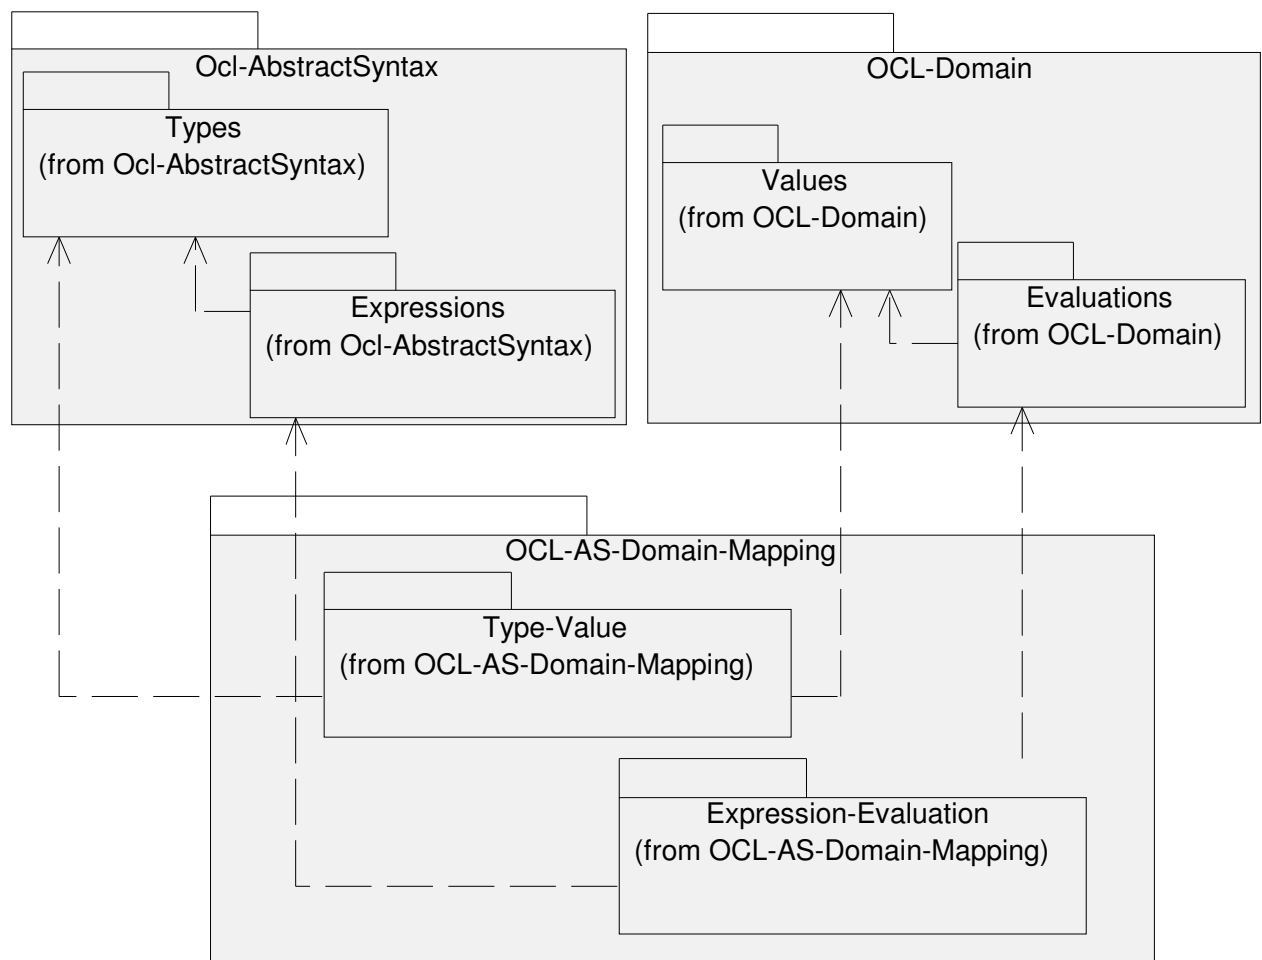 Ocl-AbstractSyntax
Types
(from Ocl-AbstractSyntax)
Expressions
(from Ocl-AbstractSyntax)
OCL-Domain
Values
(from OCL-Domain)
Evaluations
(from OCL-Domain)
OCL-AS-Domain-Mapping
Type-Value
(from OCL-AS-Domain-Mapping)
Expression-Evaluation
(from OCL-AS-Domain-Mapping)